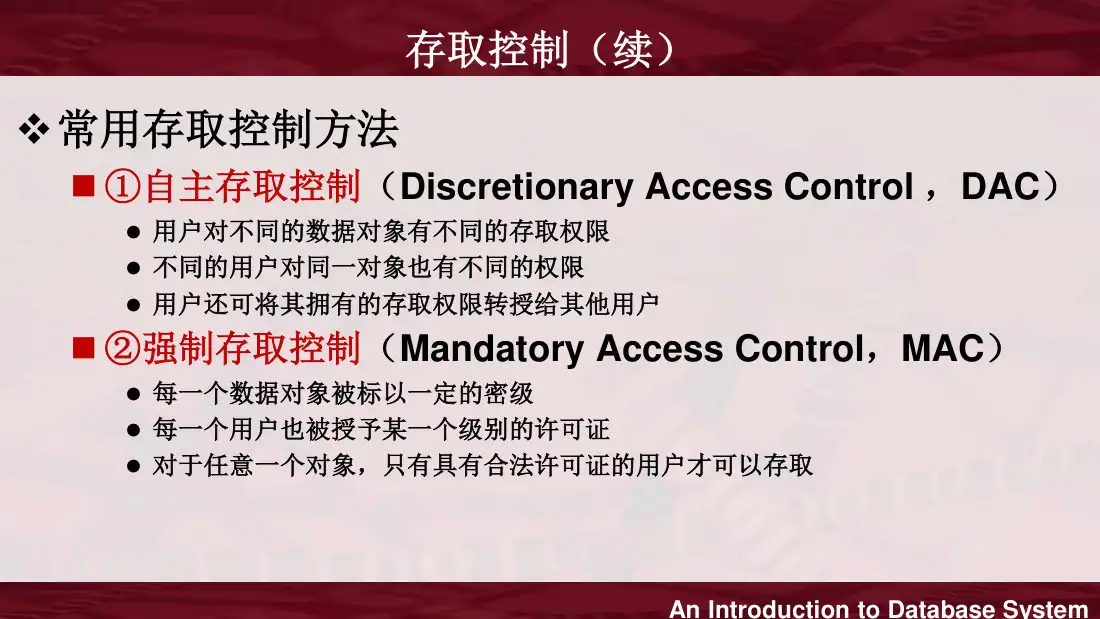 存取控制（续）
❖常用存取控制方法
■ ①自主存取控制（Discretionary Access Control ，DAC）
● 用户对不同的数据对象有不同的存取权限
● 不同的用户对同一对象也有不同的权限
● 用户还可将其拥有的存取权限转授给其他用户
■ ②强制存取控制（Mandatory Access Control，MAC）
● 每一个数据对象被标以一定的密级
● 每一个用户也被授予某一个级别的许可证
● 对于任意一个对象，只有具有合法许可证的用户才可以存取
An Introduction to Database System